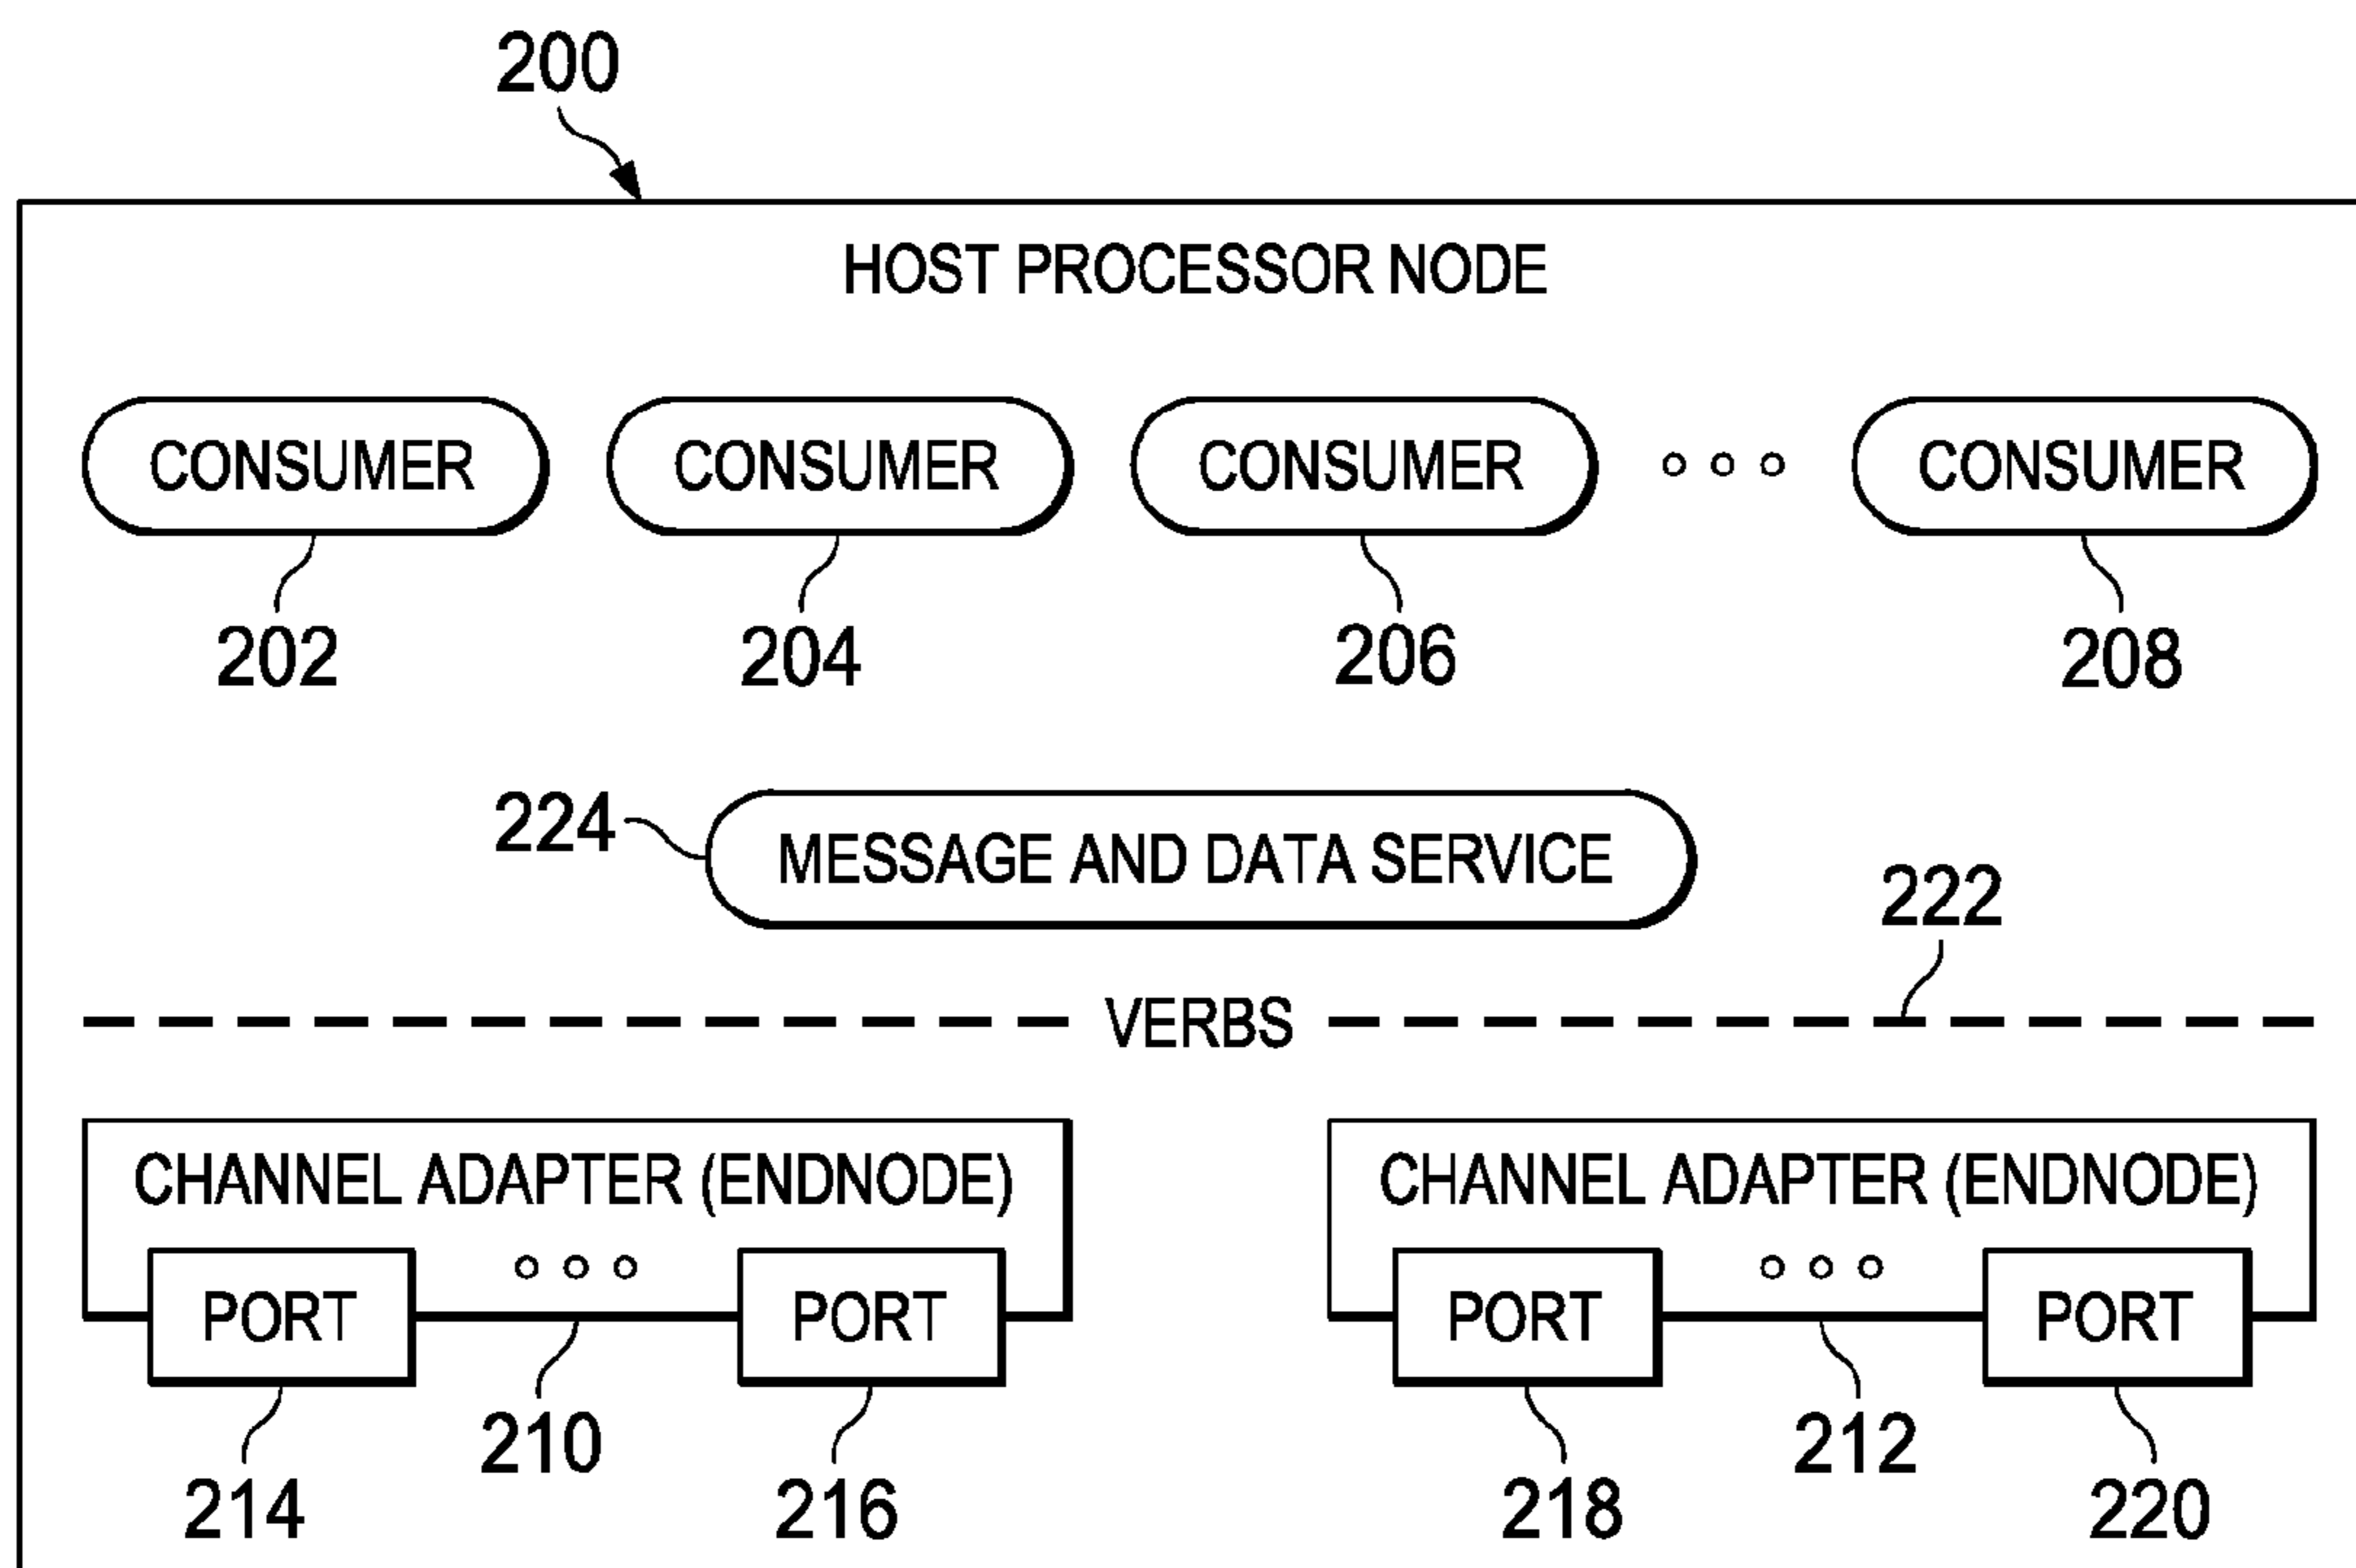 200
HOST PROCESSOR NODE
CONSUMER CONSUMER CONSUMER CONSUMER
202 204 206 208
224 MESSAGE AND DATA SERVICE
222
VERBS
CHANNEL ADAPTER (ENDNODE) CHANNEL ADAPTER (ENDNODE)
PORT PORT PORT PORT
210 212
214 216 218 220